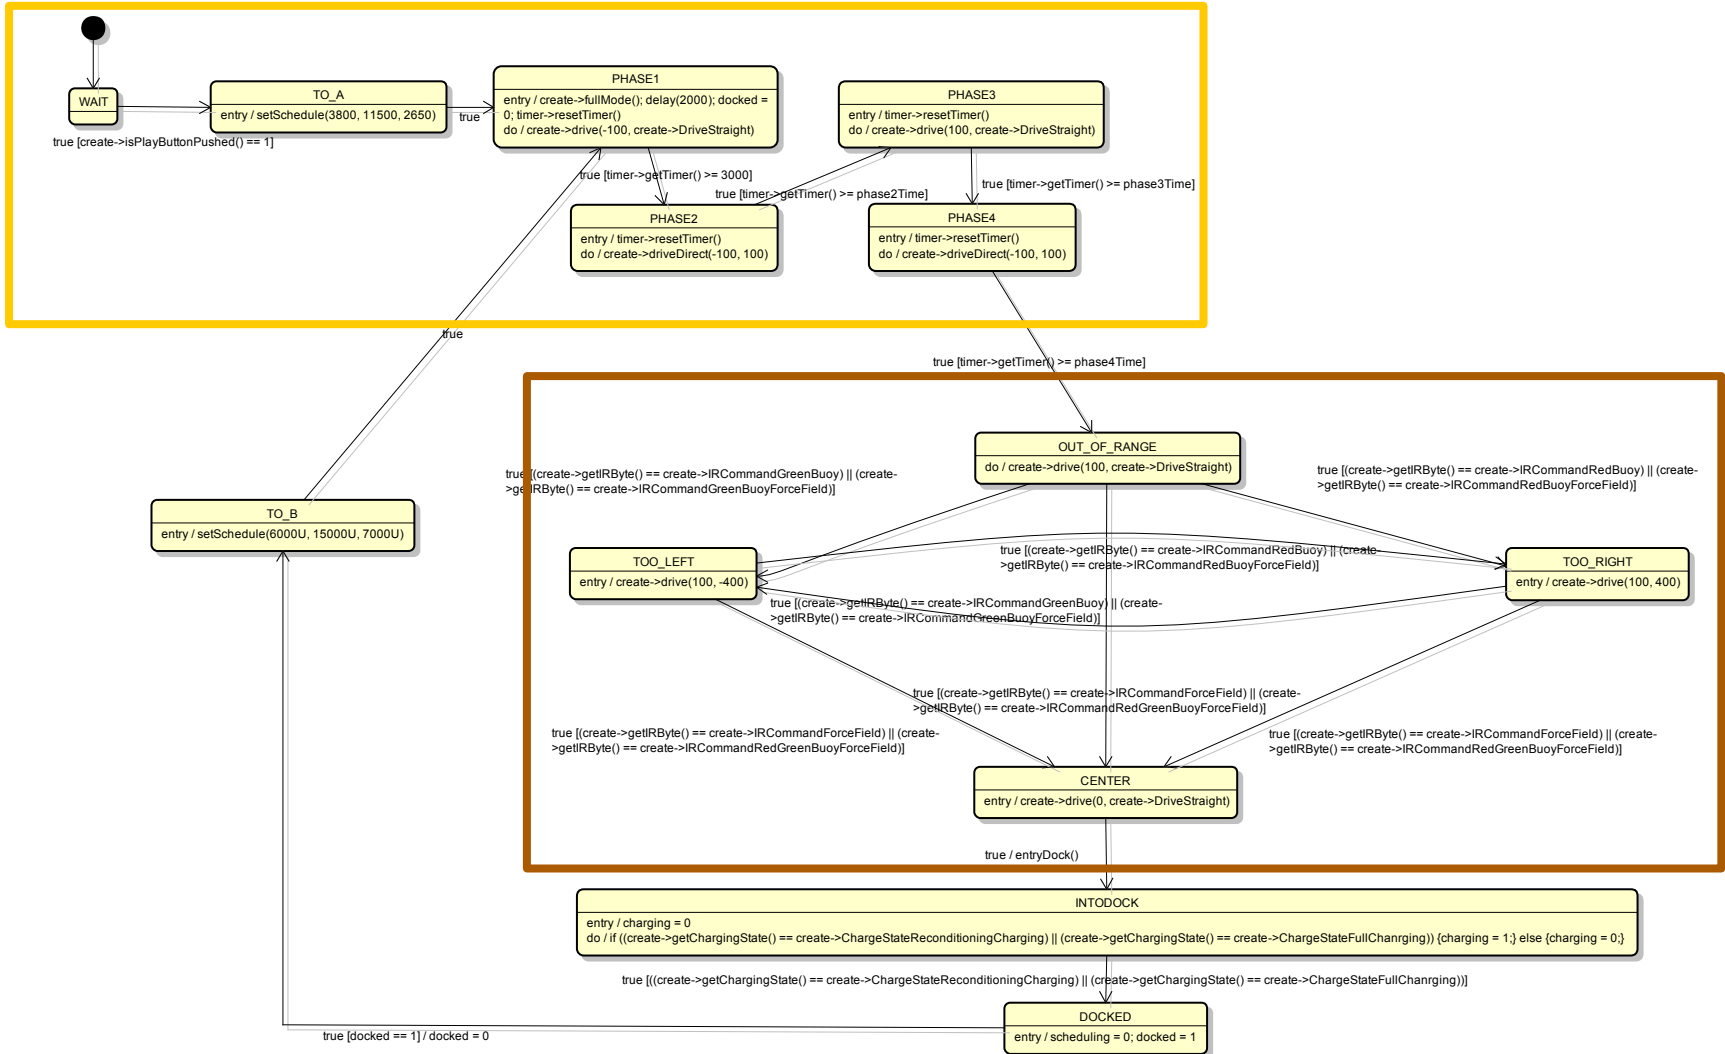 WAIT
true [create->isPlayButtonPushed() == 1]
TO_A
entry / setSchedule(3800, 11500, 2650)
true
PHASE1
entry / create->fullMode(); delay(2000); docked =
0; timer->resetTimer()
do / create->drive(-100, create->DriveStraight)
true [timer->getTimer() >= 3000]
PHASE2
entry / timer->resetTimer()
do / create->driveDirect(-100, 100)
true [timer->getTimer() >= phase2Time]
PHASE3
entry / timer->resetTimer()
do / create->drive(100, create->DriveStraight)
true [timer->getTimer() >= phase3Time]
PHASE4
entry / timer->resetTimer()
do / create->driveDirect(-100, 100)
true
true [timer->getTimer() >= phase4Time]
OUT_OF_RANGE
do / create->drive(100, create->DriveStraight)
true [(create->getIRByte() == create->IRCommandGreenBuoy) || (create-
>getIRByte() == create->IRCommandGreenBuoyForceField)]
true [(create->getIRByte() == create->IRCommandRedBuoy) || (create-
>getIRByte() == create->IRCommandRedBuoyForceField)]
TO_B
entry / setSchedule(6000U, 15000U, 7000U)
TOO_LEFT
entry / create->drive(100, -400)
true [(create->getIRByte() == create->IRCommandRedBuoy) || (create-
>getIRByte() == create->IRCommandRedBuoyForceField)]
TOO_RIGHT
entry / create->drive(100, 400)
true [(create->getIRByte() == create->IRCommandGreenBuoy) || (create-
>getIRByte() == create->IRCommandGreenBuoyForceField)]
true [(create->getIRByte() == create->IRCommandForceField) || (create-
>getIRByte() == create->IRCommandRedGreenBuoyForceField)]
true [(create->getIRByte() == create->IRCommandForceField) || (create-
>getIRByte() == create->IRCommandRedGreenBuoyForceField)]
true [(create->getIRByte() == create->IRCommandForceField) || (create-
>getIRByte() == create->IRCommandRedGreenBuoyForceField)]
CENTER
entry / create->drive(0, create->DriveStraight)
true / entryDock()
INTODOCK
entry / charging = 0
do / if ((create->getChargingState() == create->ChargeStateReconditioningCharging) || (create->getChargingState() == create->ChargeStateFullChanrging)) {charging = 1;} else {charging = 0;}
true [((create->getChargingState() == create->ChargeStateReconditioningCharging) || (create->getChargingState() == create->ChargeStateFullChanrging))]
DOCKED
entry / scheduling = 0; docked = 1
true [docked == 1] / docked = 0